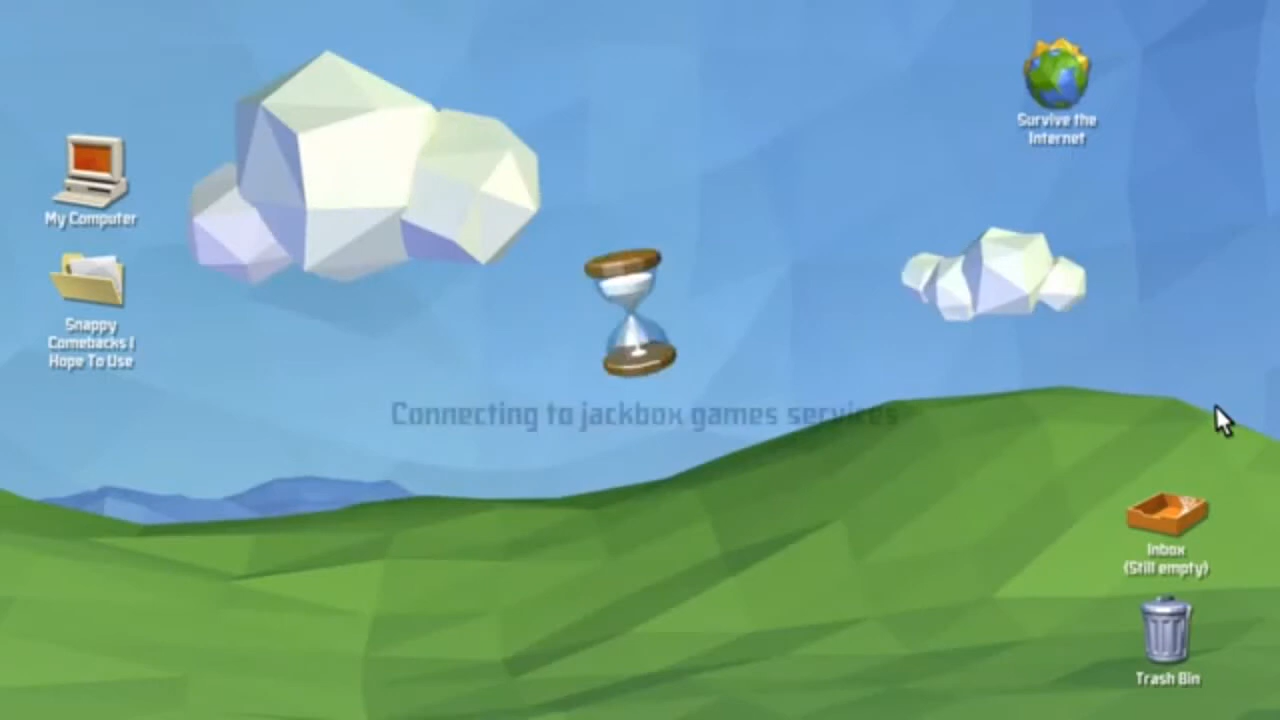 Survive the
Internet
My Computer
Snappy
Comebacks I
Hope To Use
Connecting to jackbox games services
Inbox
(Still empty)
Trash Bin